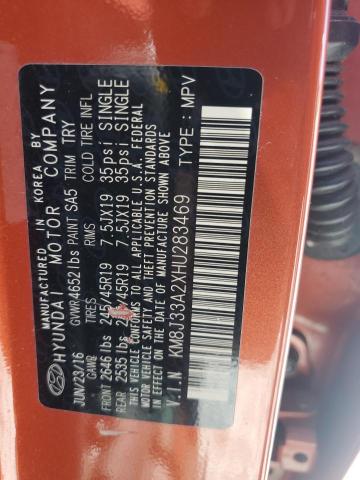 MANUFACTURED IN KOREA BY
HYUNDAI MOTOR COMPANY
JUN/23/16 GVWR 4652 lbs PAINT SA5 TRIM TRY
GAWR TIRES RIMS COLD TIRE INFL
FRONT 2646 lbs 245/45R19 7.5JX19 35psi SINGLE
REAR 2535 lbs 245/45R19 7.5JX19 35psi SINGLE
THIS VEHICLE CONFORMS TO ALL APPLICABLE U.S.A. FEDERAL
MOTOR VEHICLE SAFETY AND THEFT PREVENTION STANDARDS
IN EFFECT ON THE DATE OF MANUFACTURE SHOWN ABOVE.
V.I.N KM8J33A2XHU283469 TYPE : MPV